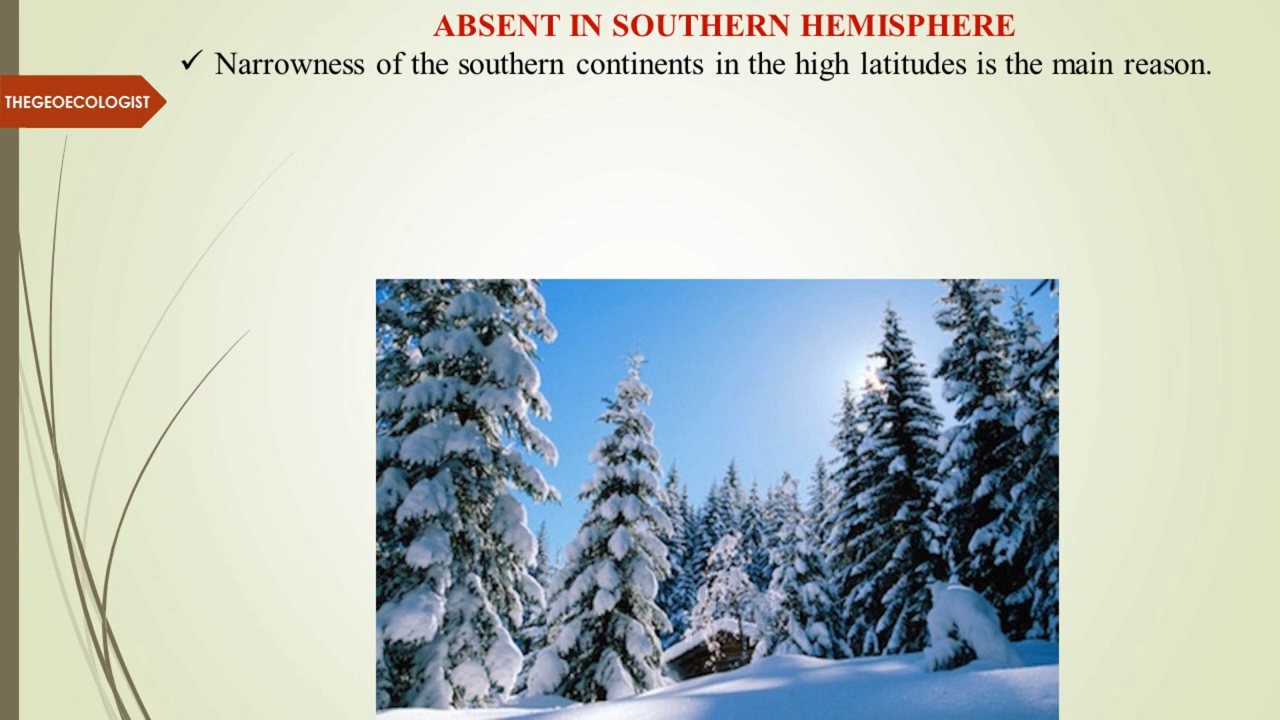 ABSENT IN SOUTHERN HEMISPHERE
✓ Narrowness of the southern continents in the high latitudes is the main reason.
THEGEOECOLOGIST